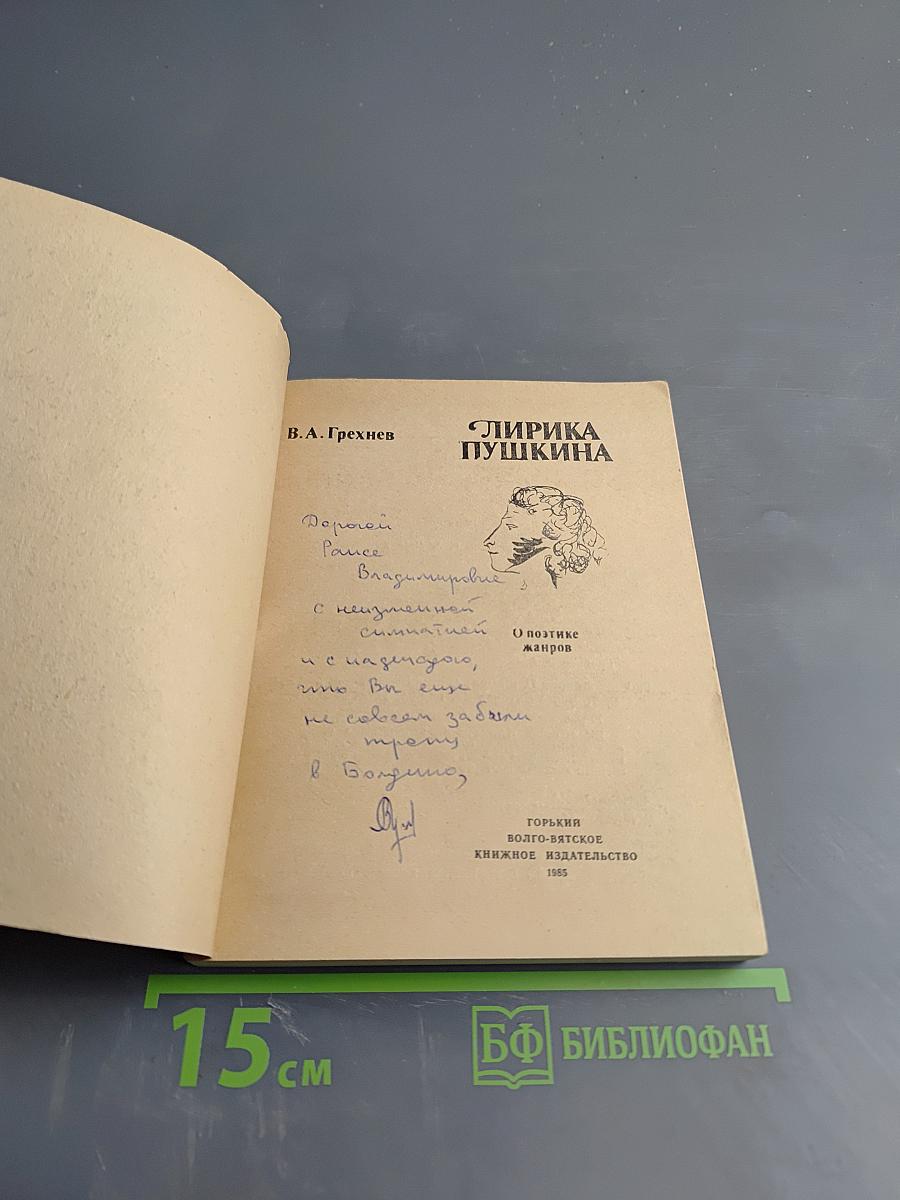 В. А. Грехнев
ЛИРИКА
ПУШКИНА
Дорогой
Раисе
Владимировне
с неизменной
симпатией
и с надеждою,
что Вы еще
не совсем забыли
тропу
в Болдино,
О поэтике
жанров
ГОРЬКИЙ
ВОЛГО-ВЯТСКОЕ
КНИЖНОЕ ИЗДАТЕЛЬСТВО
1985
15 см
БФ БИБЛИОФАН